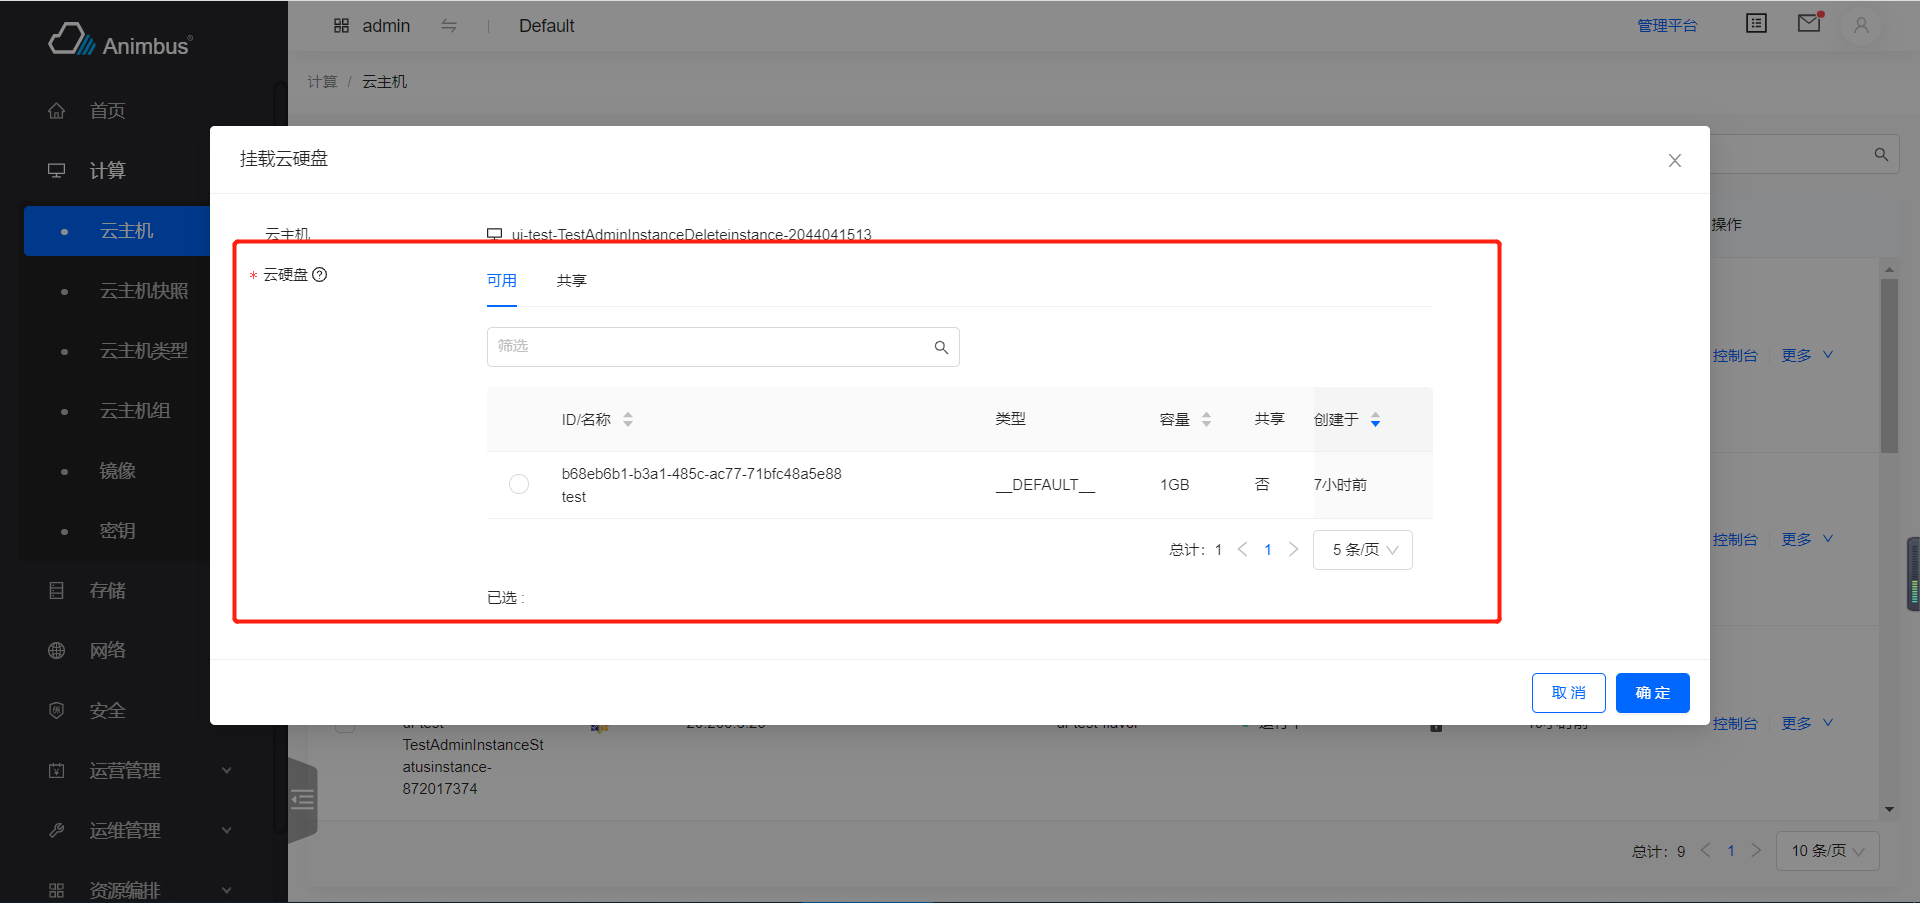 Animbus®
admin
Default
管理平台
首页
计算
云主机
云主机快照
云主机类型
云主机组
镜像
密钥
存储
网络
安全
运营管理
运维管理
资源编排
计算 / 云主机
操作
控制台 更多
控制台 更多
控制台 更多
挂载云硬盘
云主机
ui-test-TestAdminInstanceDeleteinstance-2044041513
* 云硬盘
可用 共享
筛选
ID/名称 类型 容量 共享 创建于
b68eb6b1-b3a1-485c-ac77-71bfc48a5e88
test
__DEFAULT__ 1GB 否 7小时前
总计: 1 1 5 条/页
已选 :
取 消 确 定
TestAdminInstanceSt
atusinstance-
872017374
总计: 9 1 10 条/页